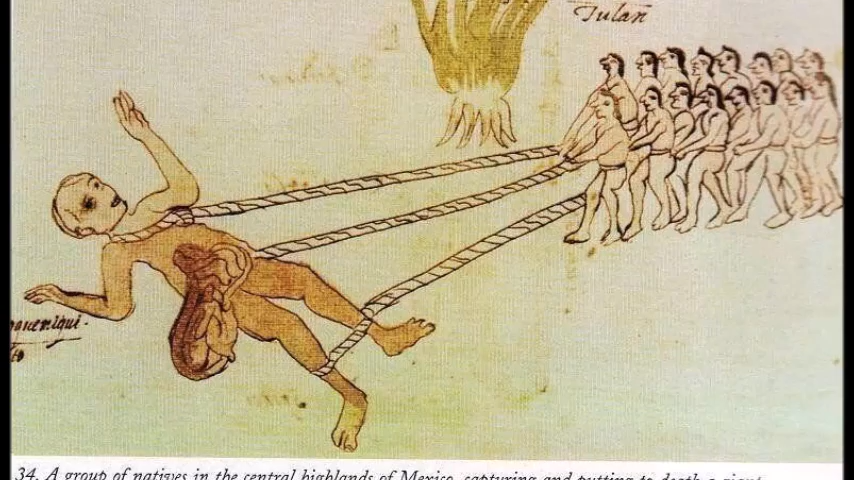 Tulan
34. A group of natives in the central highlands of Mexico, capturing and putting to death a giant